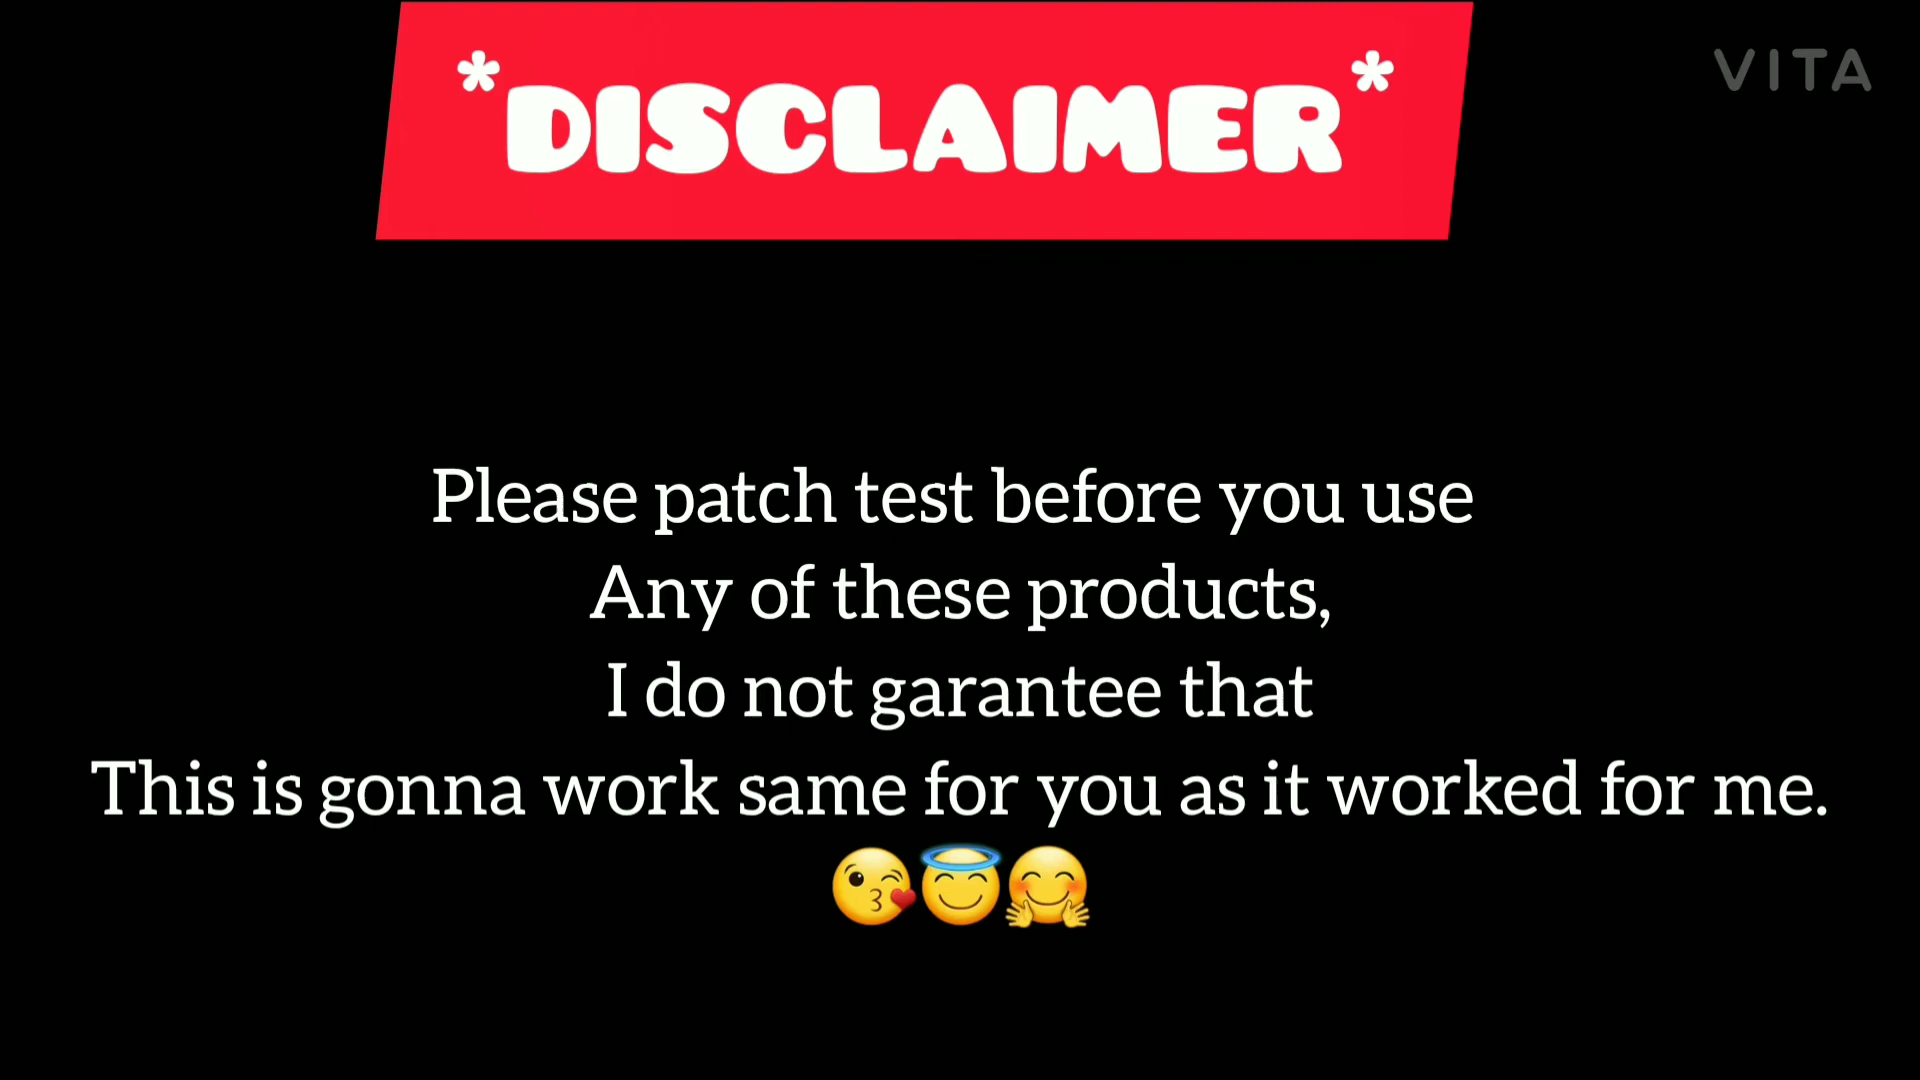 *DISCLAIMER*
VITA
Please patch test before you use
Any of these products,
I do not garantee that
This is gonna work same for you as it worked for me.
😘😇🤗